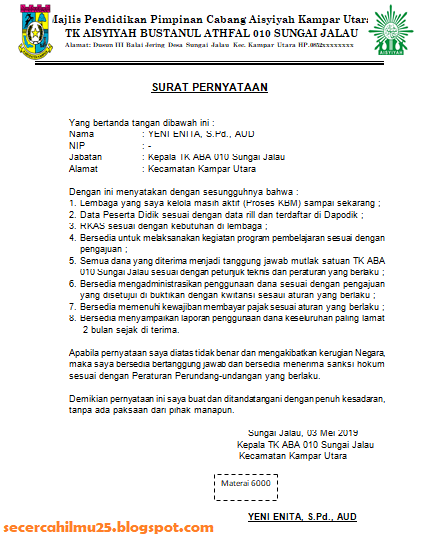 Majlis Pendidikan Pimpinan Cabang Aisyiyah Kampar Utara
TK AISYIYAH BUSTANUL ATHFAL 010 SUNGAI JALAU
Alamat: Dusun III Balai Jering Desa Sungai Jalau Kec. Kampar Utara HP.0852xxxxxxxx
SURAT PERNYATAAN
Yang bertanda tangan dibawah ini :
Nama : YENI ENITA, S.Pd., AUD
NIP : -
Jabatan : Kepala TK ABA 010 Sungai Jalau
Alamat : Kecamatan Kampar Utara
Dengan ini menyatakan dengan sesungguhnya bahwa :
1. Lembaga yang saya kelola masih aktif (Proses KBM) sampai sekarang ;
2. Data Peserta Didik sesuai dengan data rill dan terdaftar di Dapodik ;
3. RKAS sesuai dengan kebutuhan di lembaga ;
4. Bersedia untuk melaksanakan kegiatan program pembelajaran sesuai dengan
pengajuan ;
5. Semua dana yang diterima menjadi tanggung jawab mutlak satuan TK ABA
010 Sungai Jalau sesuai dengan petunjuk teknis dan peraturan yang berlaku ;
6. Bersedia mengadministrasikan penggunaan dana sesuai dengan pengajuan
yang disetujui di buktikan dengan kwitansi sesuai aturan yang berlaku ;
7. Bersedia memenuhi kewajiban membayar pajak sesuai aturan yang berlaku ;
8. Bersedia menyampaikan laporan penggunaan dana keseluruhan paling lamat
2 bulan sejak di terima.
Apabila pernyataan saya diatas tidak benar dan mengakibatkan kerugian Negara,
maka saya bersedia bertanggung jawab dan bersedia menerima sanksi hokum
sesuai dengan Peraturan Perundang-undangan yang berlaku.
Demikian pernyataan ini saya buat dan ditandatangani dengan penuh kesadaran,
tanpa ada paksaan dari pihak manapun.
Sungai Jalau, 03 Mei 2019
Kepala TK ABA 010 Sungai Jalau
Kecamatan Kampar Utara
Materai 6000
YENI ENITA, S.Pd., AUD
secercahilmu25.blogspot.com